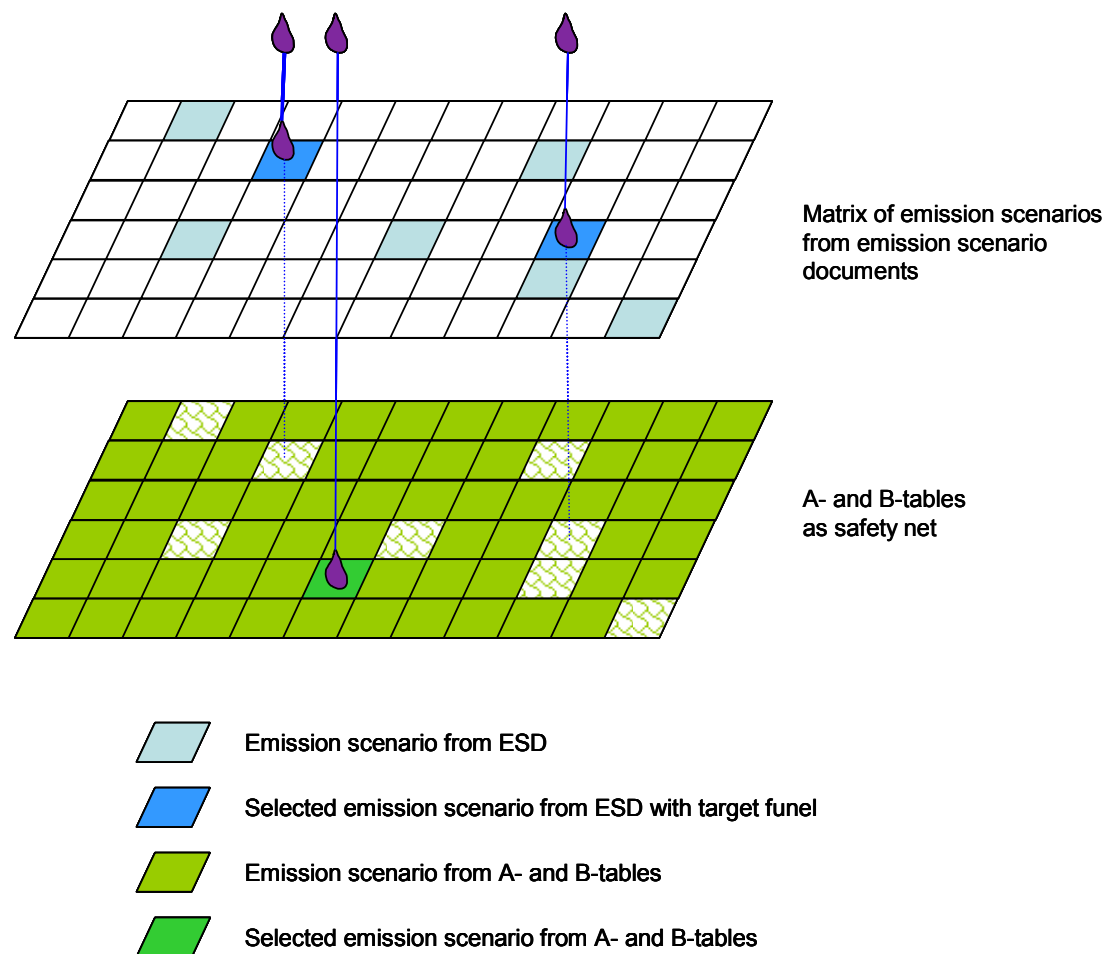 Matrix of emission scenarios
from emission scenario
documents
A- and B-tables
as safety net
Emission scenario from ESD
Selected emission scenario from ESD with target funel
Emission scenario from A- and B-tables
Selected emission scenario from A- and B-tables